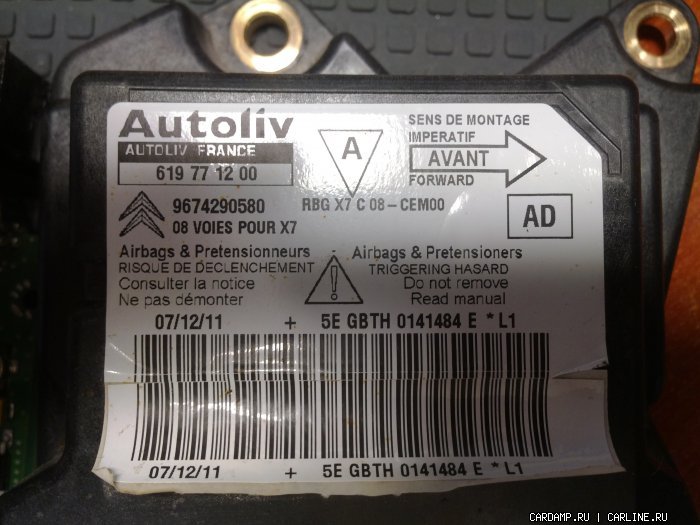 Autoliv
AUTOLIV FRANCE
619 77 12 00
A
SENS DE MONTAGE
IMPERATIF
AVANT
FORWARD
9674290580
08 VOIES POUR X7
RBG X7 C 08-CEM00
AD
Airbags & Pretensionneurs
RISQUE DE DECLENCHEMENT
Consulter la notice
Ne pas démonter
!
Airbags & Pretensioners
TRIGGERING HASARD
Do not remove
Read manual
07/12/11 + 5E GBTH 0141484 E * L1
07/12/11 + 5E GBTH 0141484 E * L1
CARDAMP.RU | CARLINE.RU